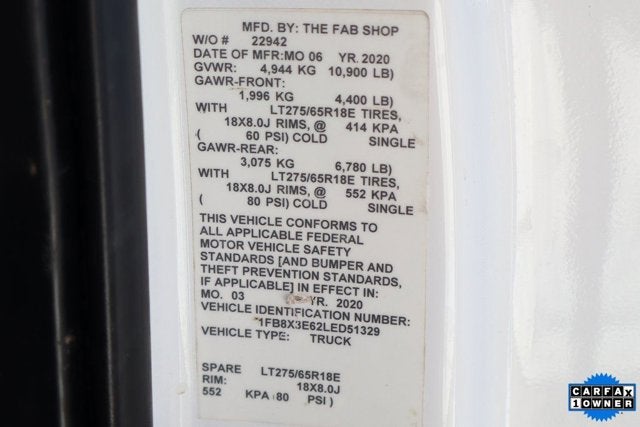 MFD. BY: THE FAB SHOP
W/O # 22942
DATE OF MFR:MO 06 YR. 2020
GVWR: 4,944 KG 10,900 LB)
GAWR-FRONT:
1,996 KG 4,400 LB)
WITH LT275/65R18E TIRES,
18X8.0J RIMS, @ 414 KPA
( 60 PSI) COLD SINGLE
GAWR-REAR:
3,075 KG 6,780 LB)
WITH LT275/65R18E TIRES,
18X8.0J RIMS, @ 552 KPA
( 80 PSI) COLD SINGLE
THIS VEHICLE CONFORMS TO
ALL APPLICABLE FEDERAL
MOTOR VEHICLE SAFETY
STANDARDS [AND BUMPER AND
THEFT PREVENTION STANDARDS,
IF APPLICABLE] IN EFFECT IN:
MO. 03 YR. 2020
VEHICLE IDENTIFICATION NUMBER:
*1FB8X3E62LED51329
VEHICLE TYPE: TRUCK
SPARE LT275/65R18E
RIM: 18X8.0J
552 KPA 80 PSI )
CARFAX
1 OWNER